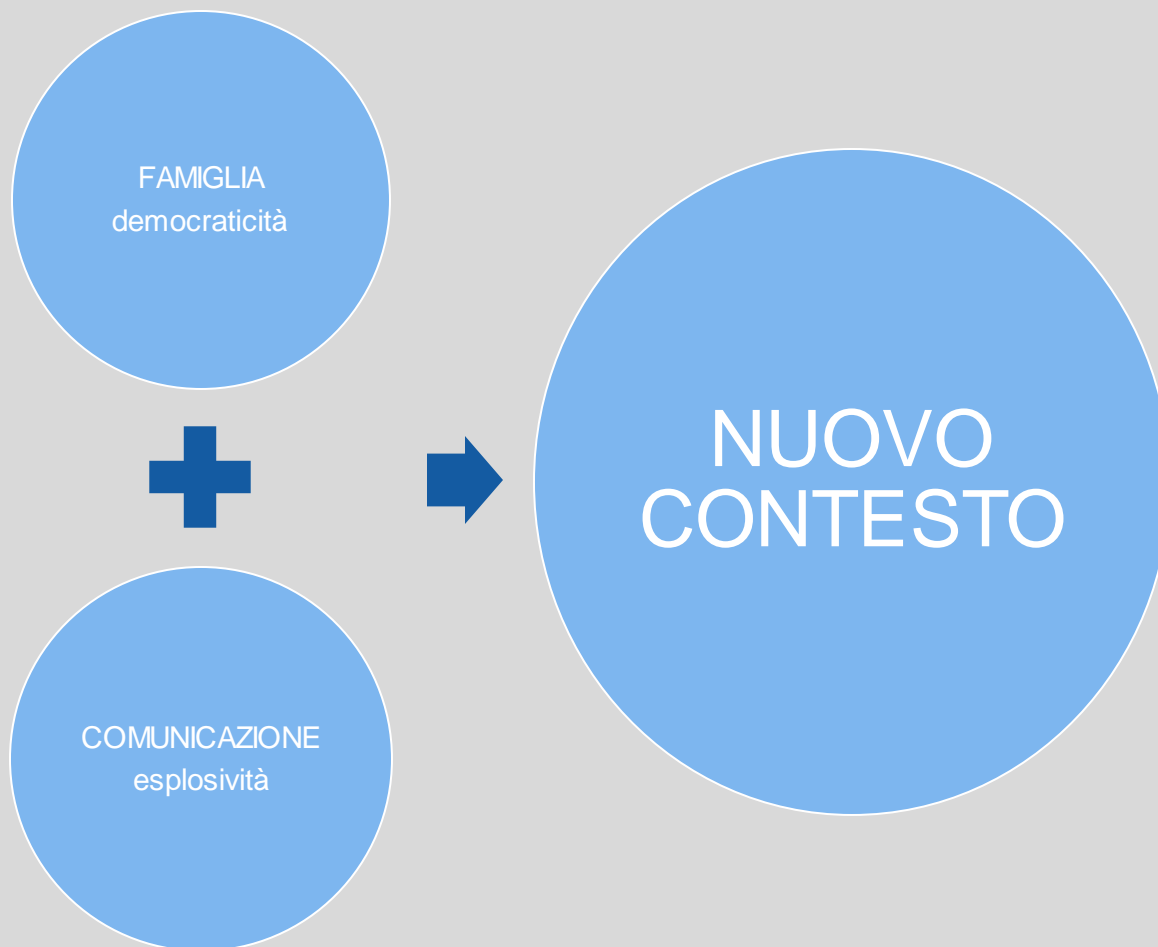 FAMIGLIA
democraticità
COMUNICAZIONE
esplosività
NUOVO
CONTESTO